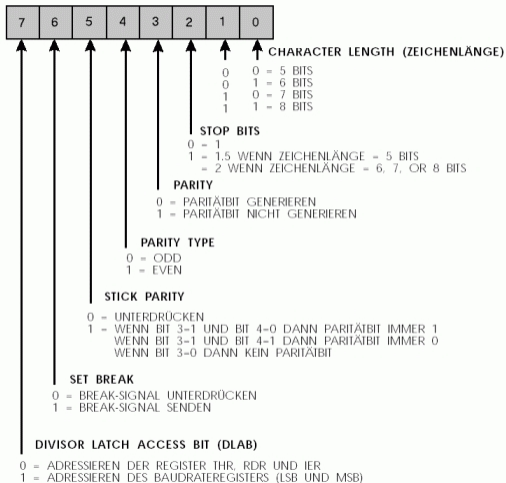 7 6 5 4 3 2 1 0
CHARACTER LENGTH (ZEICHENLÄNGE)
0 0 = 5 BITS
0 1 = 6 BITS
1 0 = 7 BITS
1 1 = 8 BITS
STOP BITS
0 = 1
1 = 1.5 WENN ZEICHENLÄNGE = 5 BITS
= 2 WENN ZEICHENLÄNGE = 6, 7, OR 8 BITS
PARITY
0 = PARITÄTBIT GENERIEREN
1 = PARITÄTBIT NICHT GENERIEREN
PARITY TYPE
0 = ODD
1 = EVEN
STICK PARITY
0 = UNTERDRÜCKEN
1 = WENN BIT 3=1 UND BIT 4=0 DANN PARITÄTBIT IMMER 1
WENN BIT 3=1 UND BIT 4=1 DANN PARITÄTBIT IMMER 0
WENN BIT 3=0 DANN KEIN PARITÄTBIT
SET BREAK
0 = BREAK-SIGNAL UNTERDRÜCKEN
1 = BREAK-SIGNAL SENDEN
DIVISOR LATCH ACCESS BIT (DLAB)
0 = ADRESSIEREN DER REGISTER THR, RDR UND IER
1 = ADRESSIEREN DES BAUDRATEREGISTERS (LSB UND MSB)